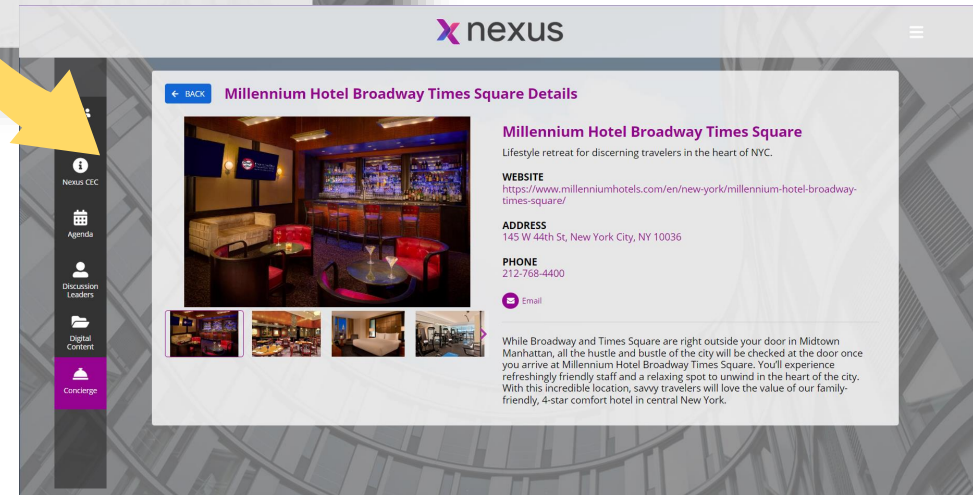 nexus
BACK
Millennium Hotel Broadway Times Square Details
Nexus CEC
Agenda
Discussion
Leaders
Digital
Content
Concierge
Millennium Hotel Broadway Times Square
Lifestyle retreat for discerning travelers in the heart of NYC.
WEBSITE
https://www.millenniumhotels.com/en/new-york/millennium-hotel-broadway-
times-square/
ADDRESS
145 W 44th St, New York City, NY 10036
PHONE
212-768-4400
Email
While Broadway and Times Square are right outside your door in Midtown
Manhattan, all the hustle and bustle of the city will be checked at the door once
you arrive at Millennium Hotel Broadway Times Square. You'll experience
refreshingly friendly staff and a relaxing spot to unwind in the heart of the city.
With this incredible location, savvy travelers will love the value of our family-
friendly, 4-star comfort hotel in central New York.